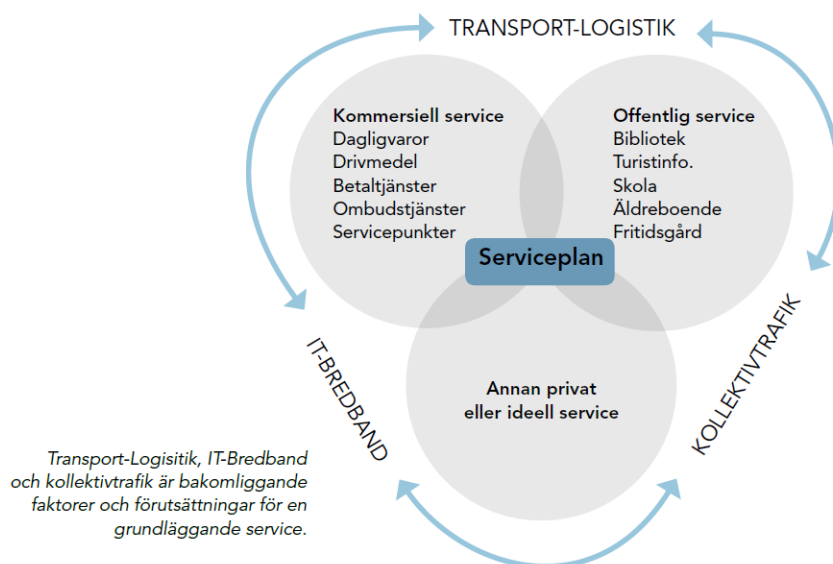 TRANSPORT-LOGISTIK
Kommersiell service
Dagligvaror
Drivmedel
Betaltjänster
Ombudstjänster
Servicepunkter
Offentlig service
Bibliotek
Turistinfo.
Skola
Äldreboende
Fritidsgård
Serviceplan
IT-BREDBAND
KOLLEKTIVTRAFIK
Annan privat
eller ideell service
Transport-Logisitik, IT-Bredband
och kollektivtrafik är bakomliggande
faktorer och förutsättningar för en
grundläggande service.